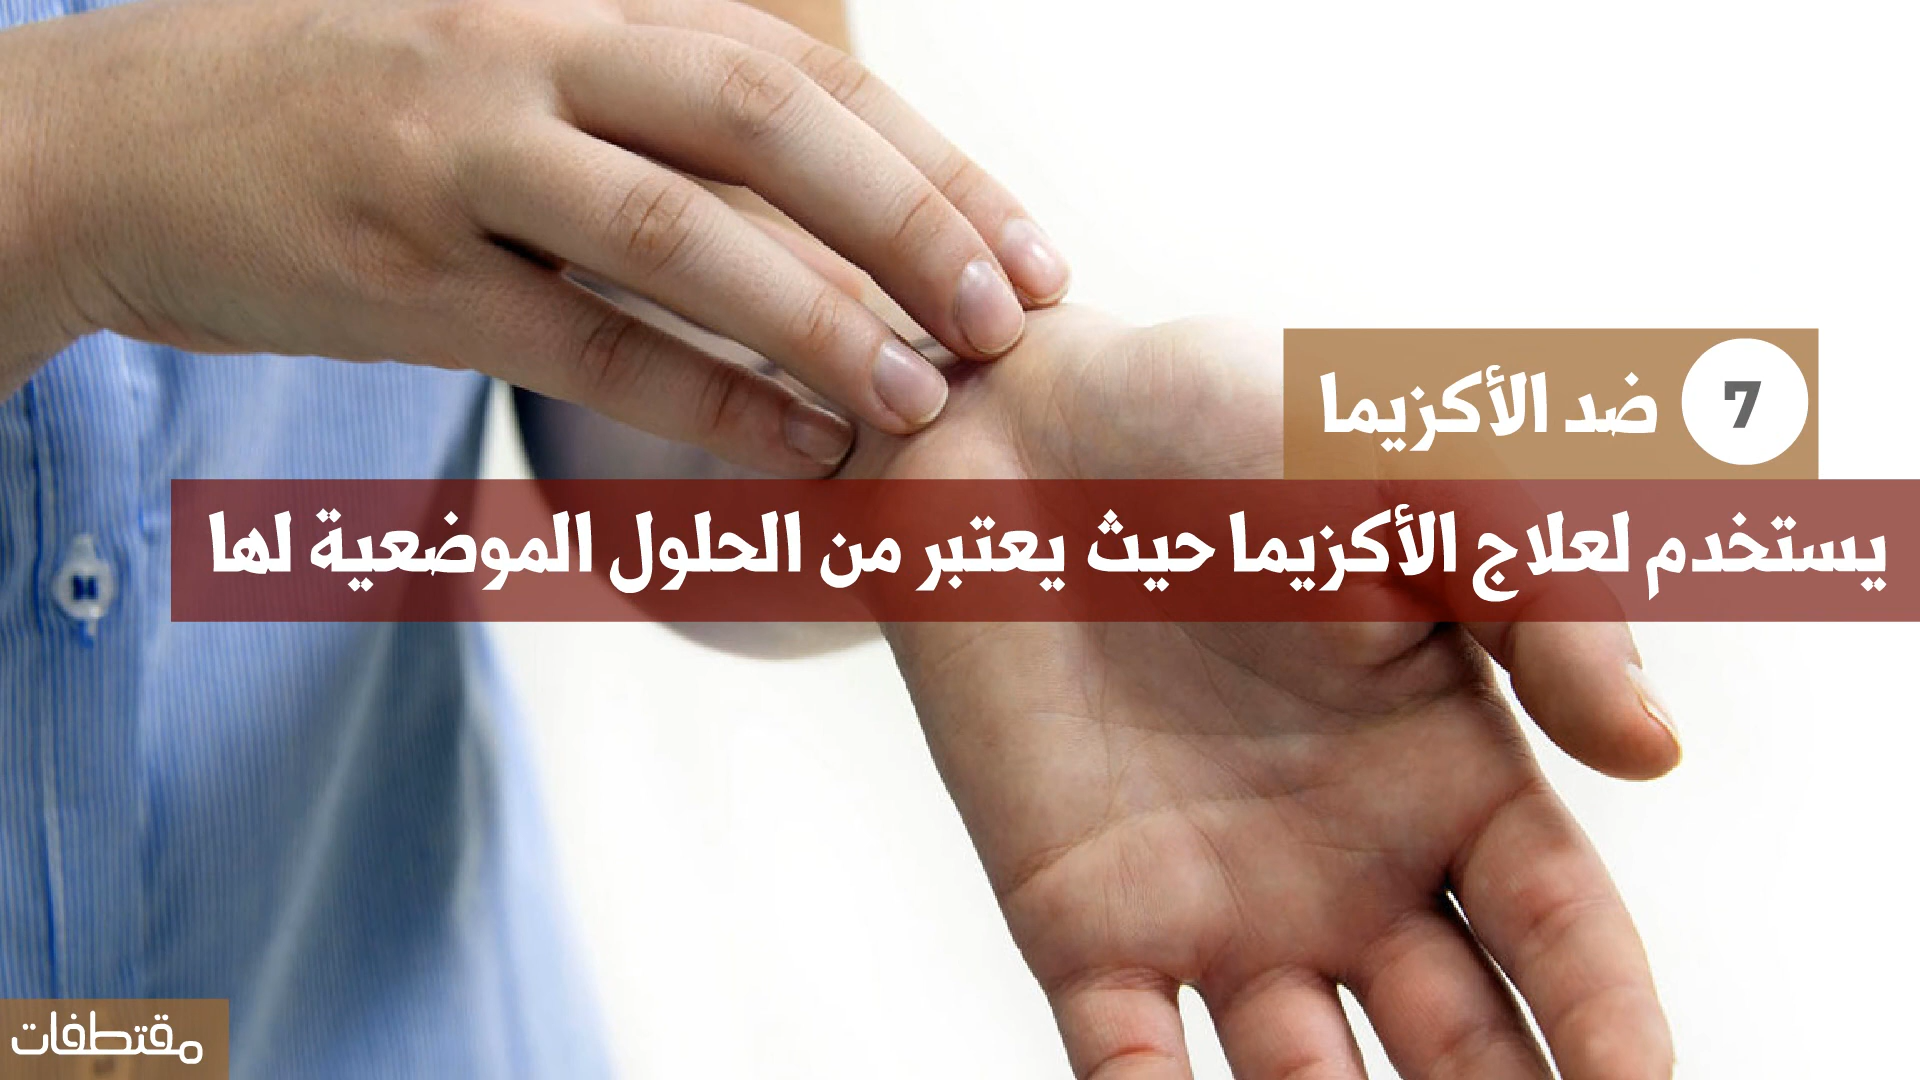 7 ضد الأكزيما
يستخدم لعلاج الأكزيما حيث يعتبر من الحلول الموضعية لها
مقتطفات